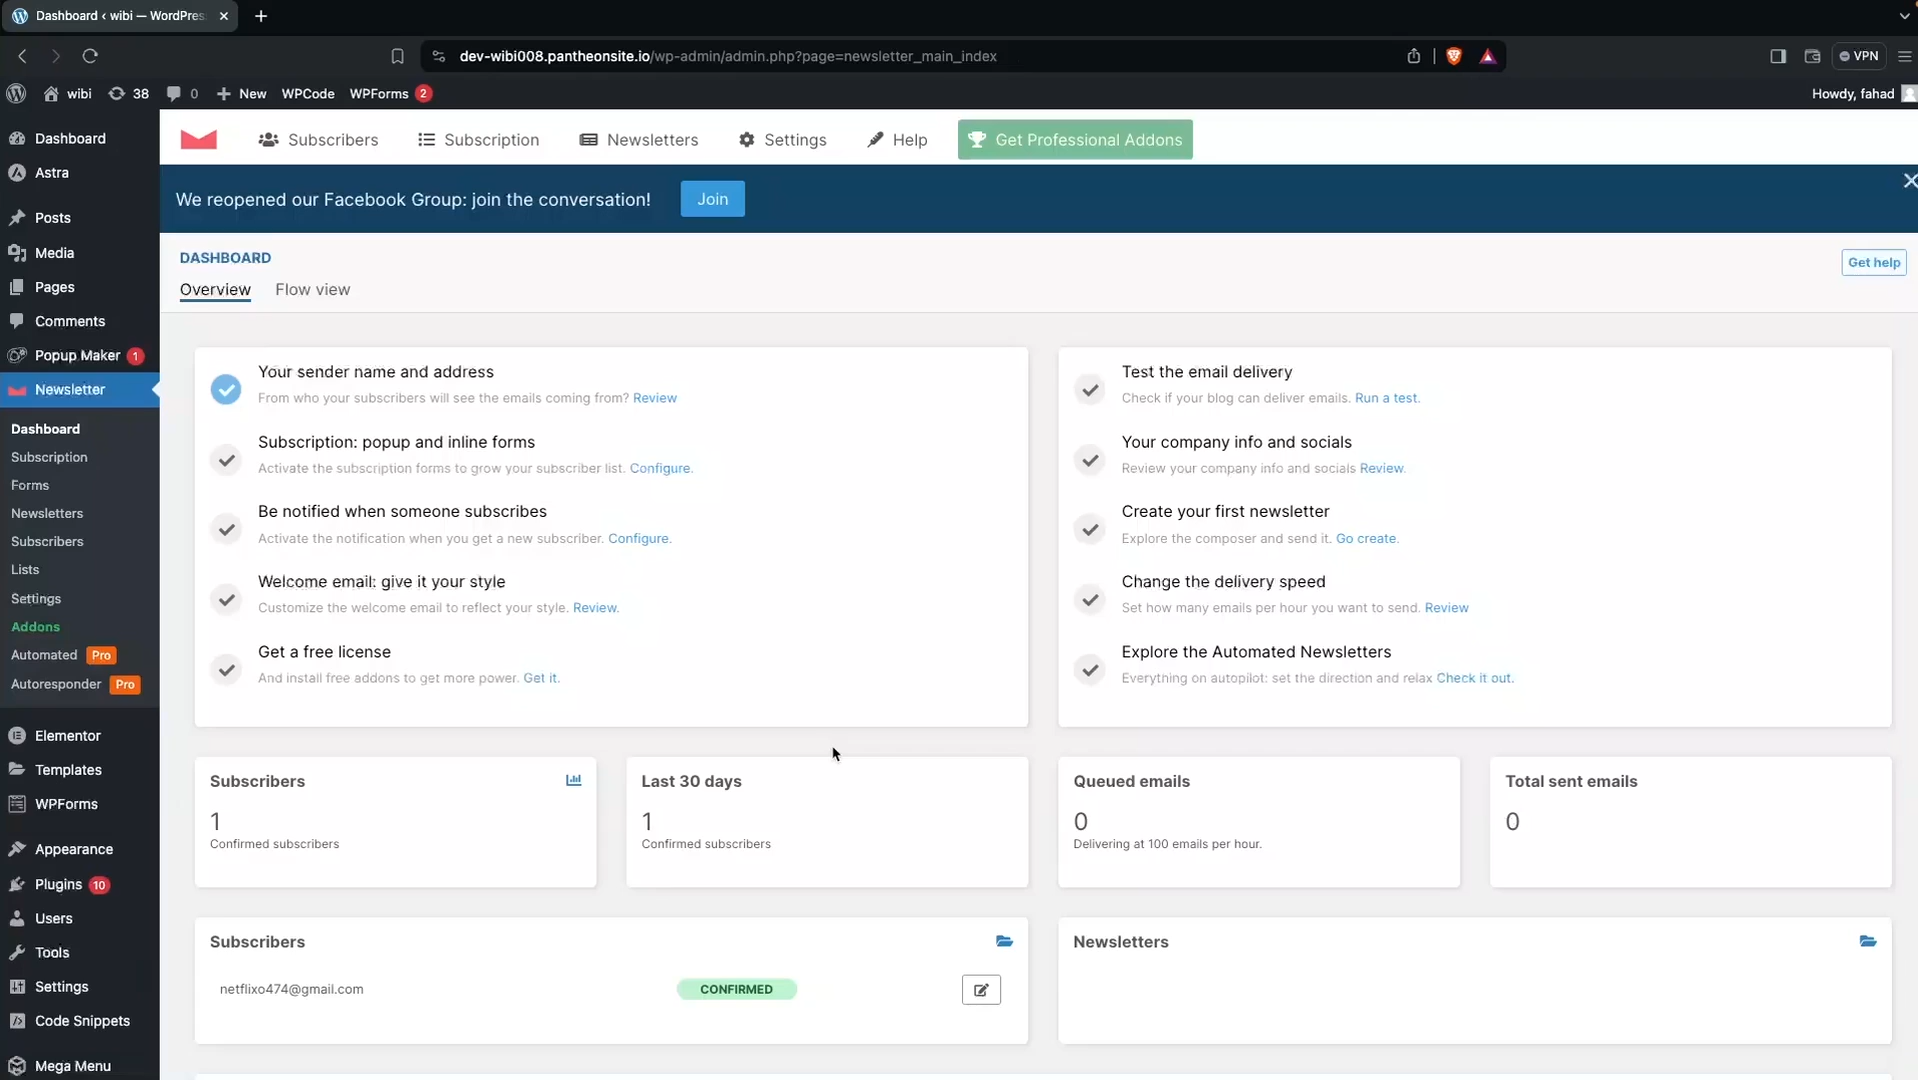 Dashboard < wibi — WordPres
dev-wibi008.pantheonsite.io/wp-admin/admin.php?page=newsletter_main_index
VPN
wibi
38
0
New
WPCode
WPForms 2
Howdy, fahad
Dashboard
Astra
Posts
Media
Pages
Comments
Popup Maker 1
Newsletter
Dashboard
Subscription
Forms
Newsletters
Subscribers
Lists
Settings
Addons
Automated Pro
Autoresponder Pro
Elementor
Templates
WPForms
Appearance
Plugins 10
Users
Tools
Settings
Code Snippets
Mega Menu
Subscribers
Subscription
Newsletters
Settings
Help
Get Professional Addons
We reopened our Facebook Group: join the conversation!
Join
DASHBOARD
Get help
Overview
Flow view
Your sender name and address
From who your subscribers will see the emails coming from? Review
Subscription: popup and inline forms
Activate the subscription forms to grow your subscriber list. Configure.
Be notified when someone subscribes
Activate the notification when you get a new subscriber. Configure.
Welcome email: give it your style
Customize the welcome email to reflect your style. Review.
Get a free license
And install free addons to get more power. Get it.
Test the email delivery
Check if your blog can deliver emails. Run a test.
Your company info and socials
Review your company info and socials Review.
Create your first newsletter
Explore the composer and send it. Go create.
Change the delivery speed
Set how many emails per hour you want to send. Review
Explore the Automated Newsletters
Everything on autopilot: set the direction and relax Check it out.
Subscribers
1
Confirmed subscribers
Last 30 days
1
Confirmed subscribers
Queued emails
0
Delivering at 100 emails per hour.
Total sent emails
0
Subscribers
netflixo474@gmail.com
CONFIRMED
Newsletters